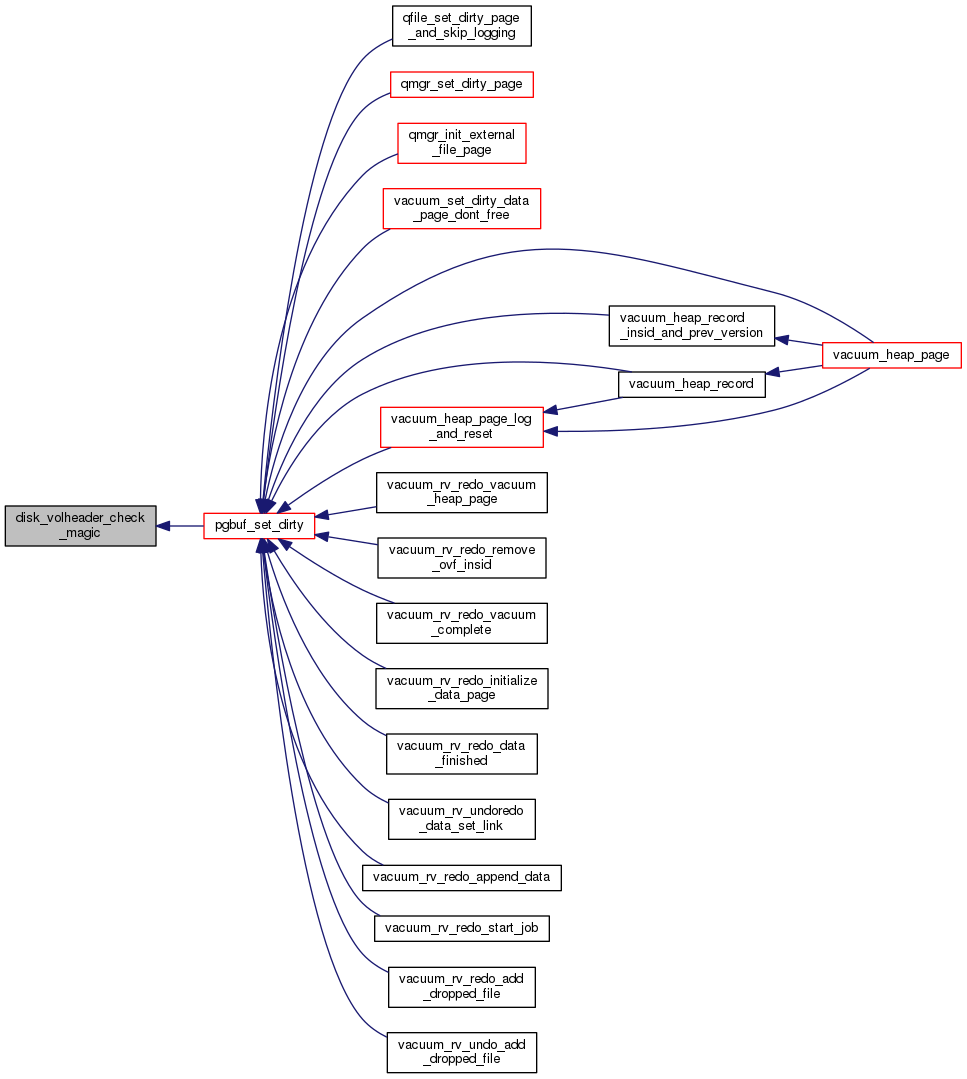 qfile_set_dirty_page
_and_skip_logging
qmgr_set_dirty_page
qmgr_init_external
_file_page
vacuum_set_dirty_data
_page_dont_free
vacuum_heap_record
_insid_and_prev_version
vacuum_heap_page
vacuum_heap_record
vacuum_heap_page_log
_and_reset
vacuum_rv_redo_vacuum
_heap_page
disk_volheader_check
_magic
pgbuf_set_dirty
vacuum_rv_redo_remove
_ovf_insid
vacuum_rv_redo_vacuum
_complete
vacuum_rv_redo_initialize
_data_page
vacuum_rv_redo_data
_finished
vacuum_rv_undoredo
_data_set_link
vacuum_rv_redo_append_data
vacuum_rv_redo_start_job
vacuum_rv_redo_add
_dropped_file
vacuum_rv_undo_add
_dropped_file